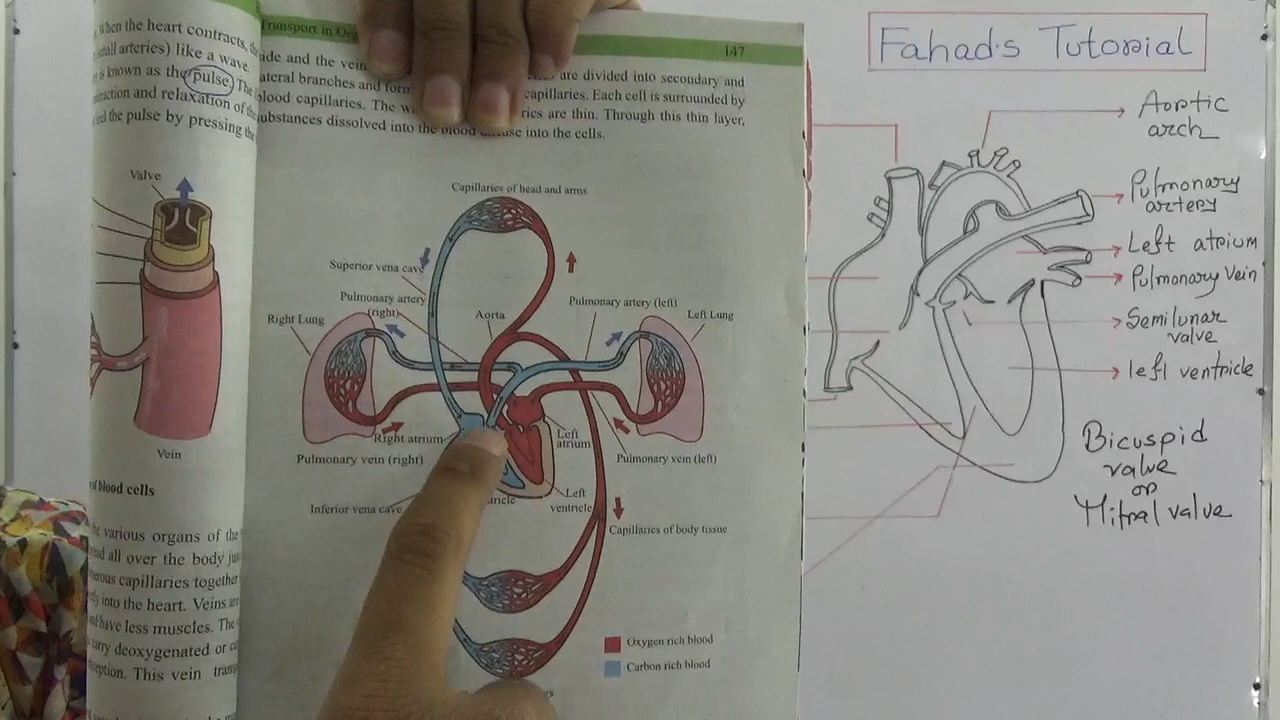 When the heart contracts,
arteries) like a wave.
is known as the pulse. The
and relaxation of the
the pulse by pressing the
Valve
Vein
blood cells
various organs of the
all over the body
capillaries together
into the heart. Veins are
have less muscles. The
carry deoxygenated or
This vein
Transport in
147
and the
are divided into secondary and
lateral branches and
capillaries. Each cell is surrounded by
blood capillaries. The
are thin. Through this thin layer,
substances dissolved into the blood
into the cells.
Capillaries of head and arms
Superior vena cave
Pulmonary artery
(right)
Aorta
Pulmonary artery (left)
Right Lung
Left Lung
Right atrium
Left
atrium
Pulmonary vein (right)
Pulmonary vein (left)
Inferior vena cave
Left
ventricle
Capillaries of body tissue
Oxygen rich blood
Carbon rich blood
Fahad's Tutorial
Aortic
arch
Pulmonary
artery
Left atrium
Pulmonary Vein
Semilunar
valve
left ventricle
Bicuspid
valve
or
Mitral valve